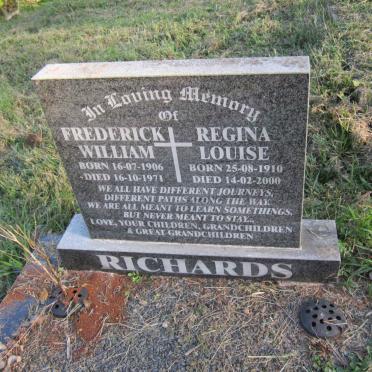 In Loving Memory
Of
FREDERICK REGINA
WILLIAM LOUISE
BORN 16-07-1906 BORN 25-08-1910
DIED 16-10-1974 DIED 14-02-2000
WE ALL HAVE DIFFERENT JOURNEYS,
DIFFERENT PATHS ALONG THE WAY.
WE ARE ALL MEANT TO LEARN SOMETHINGS,
BUT NEVER MEANT TO STAY...
LOVE, YOUR CHILDREN, GRANDCHILDREN
& GREAT-GRANDCHILDREN
RICHARDS